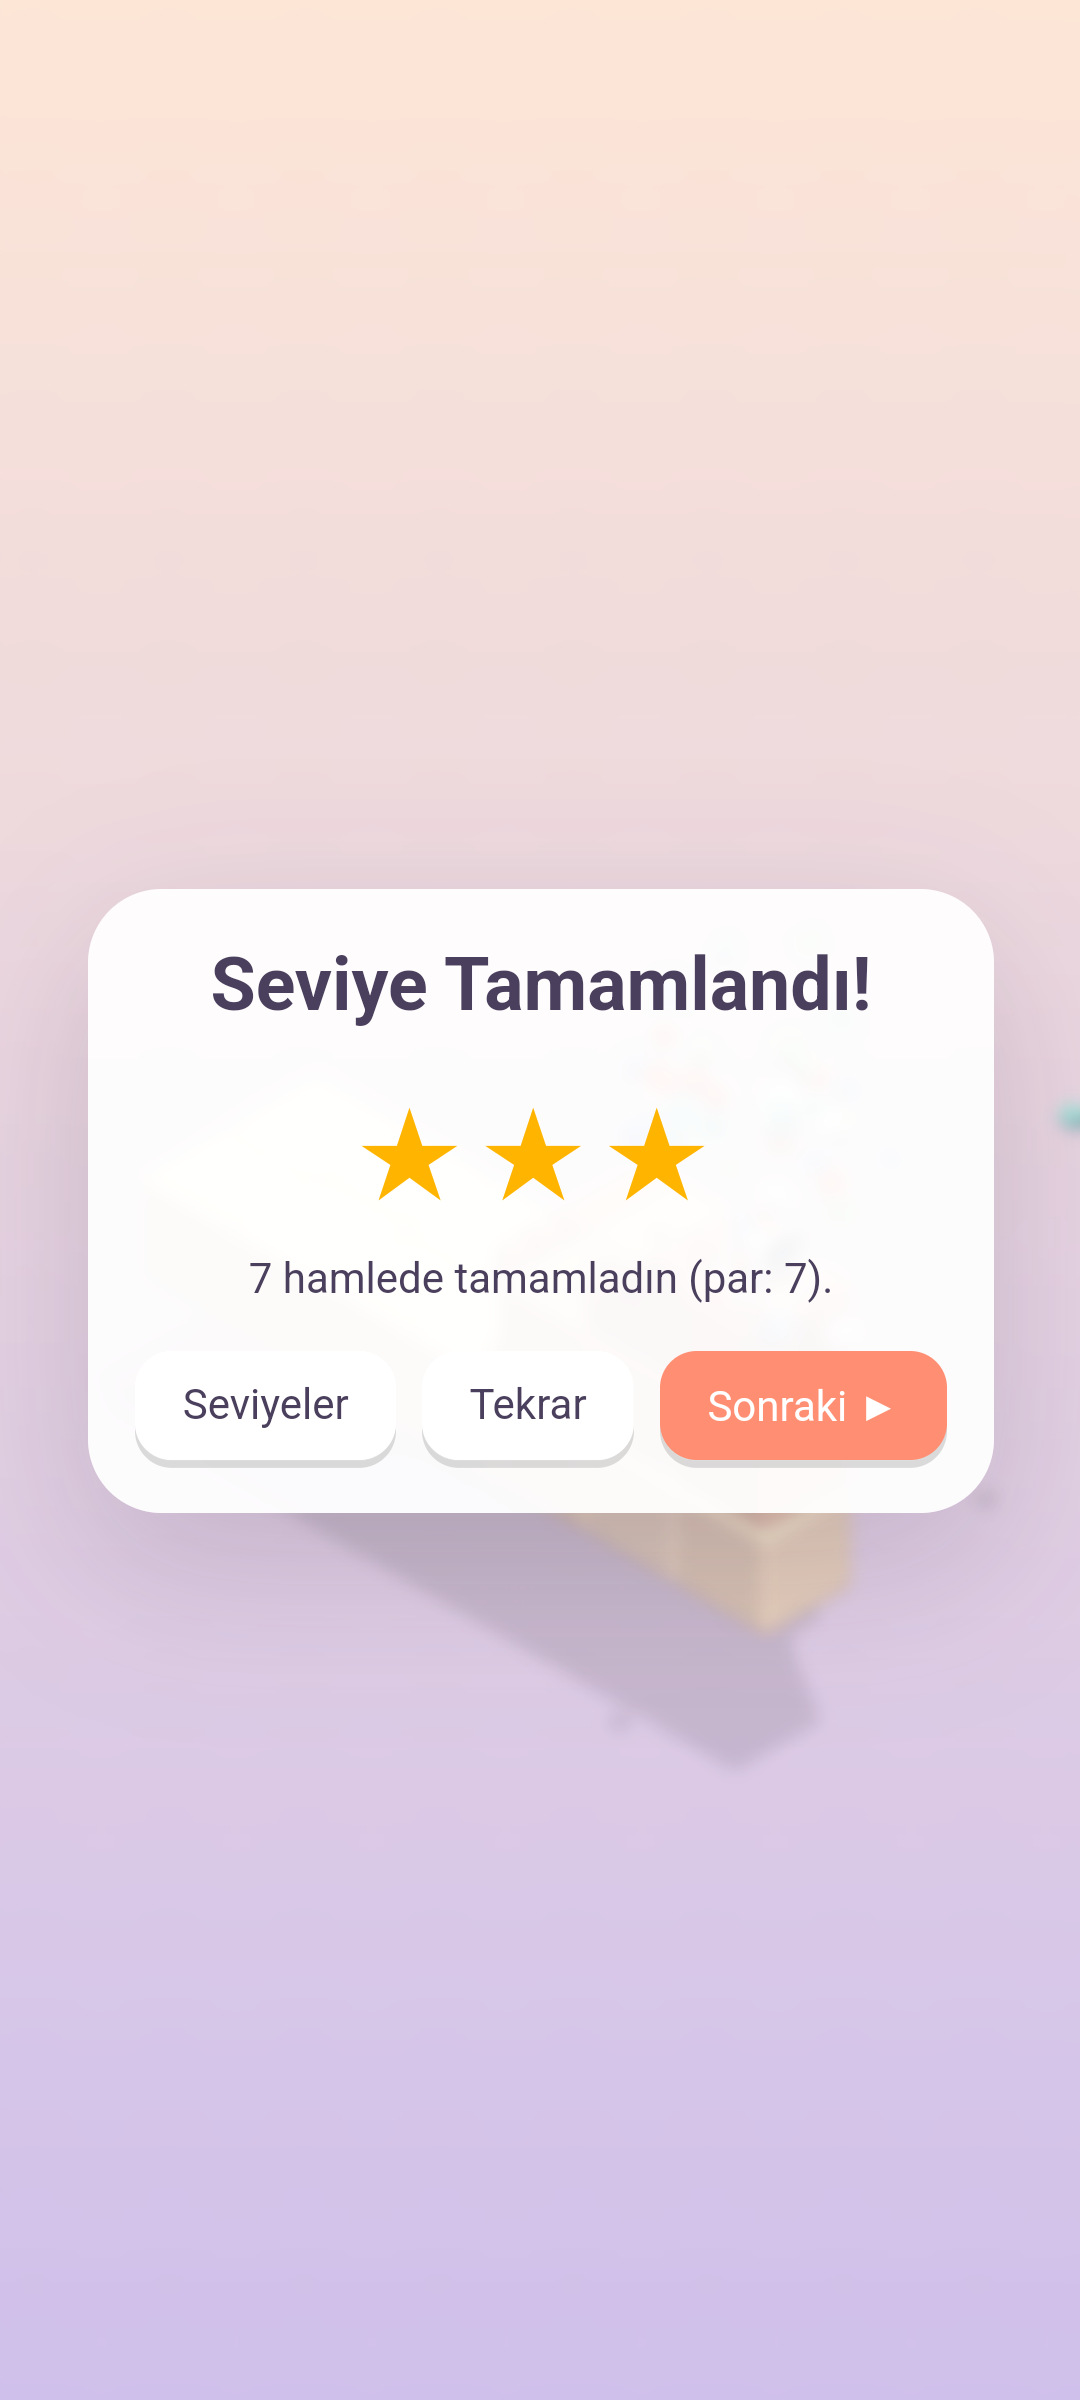 Seviye Tamamlandı!
★ ★ ★
7 hamlede tamamladın (par: 7).
Seviyeler Tekrar Sonraki ►